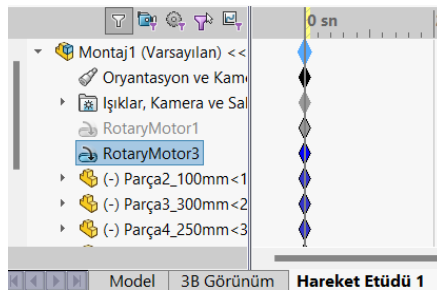 0 sn
Montaj1 (Varsayılan) <<
Oryantasyon ve Kame
Işıklar, Kamera ve Sal
RotaryMotor1
RotaryMotor3
(-) Parça2_100mm<1
(-) Parça3_300mm<2
(-) Parça4_250mm<3
Model 3B Görünüm Hareket Etüdü 1